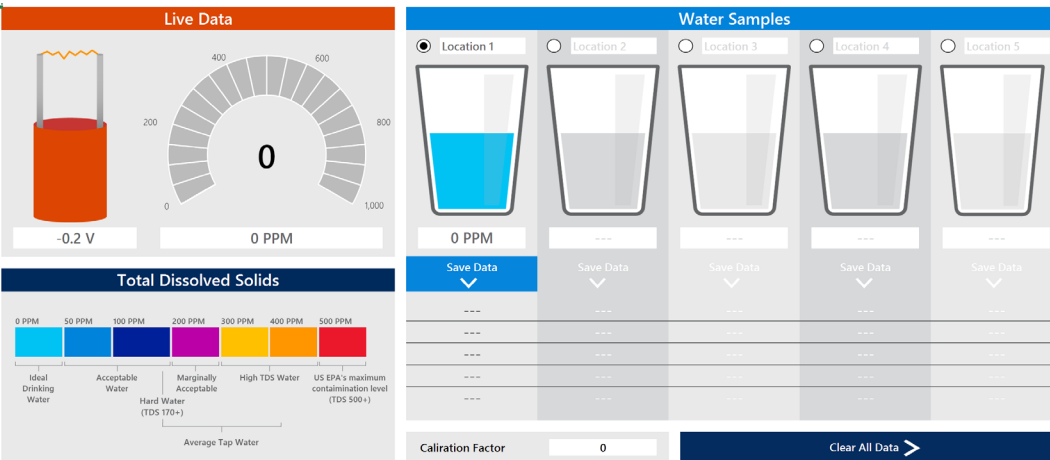 Live Data
400
600
200
800
0
0
1,000
-0.2 V
0 PPM
Total Dissolved Solids
0 PPM
50 PPM
100 PPM
200 PPM
300 PPM
400 PPM
500 PPM
Ideal
Drinking
Water
Acceptable
Water
Hard Water
(TDS 170+)
Marginally
Acceptable
High TDS Water
US EPA's maximum
contaimination level
(TDS 500+)
Average Tap Water
Water Samples
Location 1
Location 2
Location 3
Location 4
Location 5
0 PPM
---
---
---
---
Save Data
Save Data
Save Data
Save Data
Save Data
--- --- --- --- ---
--- --- --- --- ---
--- --- --- --- ---
--- --- --- --- ---
--- --- --- --- ---
Caliration Factor
0
Clear All Data